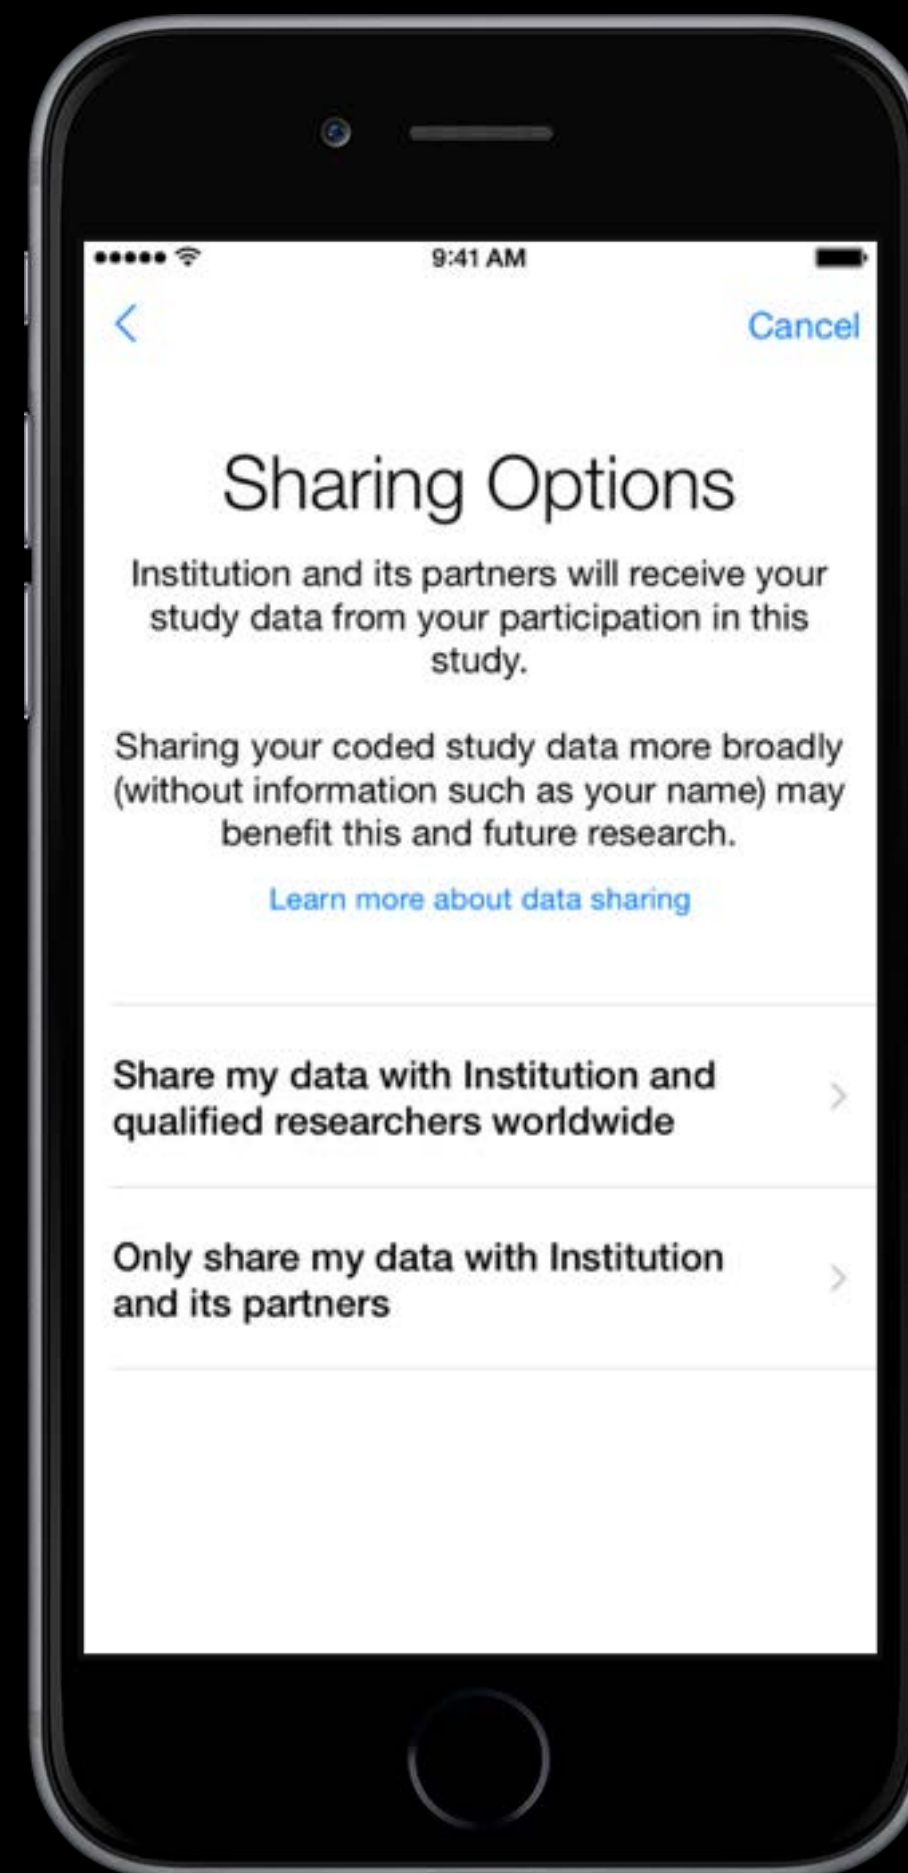 9:41 AM
Cancel
Sharing Options
Institution and its partners will receive your
study data from your participation in this
study.
Sharing your coded study data more broadly
(without information such as your name) may
benefit this and future research.
Learn more about data sharing
Share my data with Institution and
qualified researchers worldwide
Only share my data with Institution
and its partners